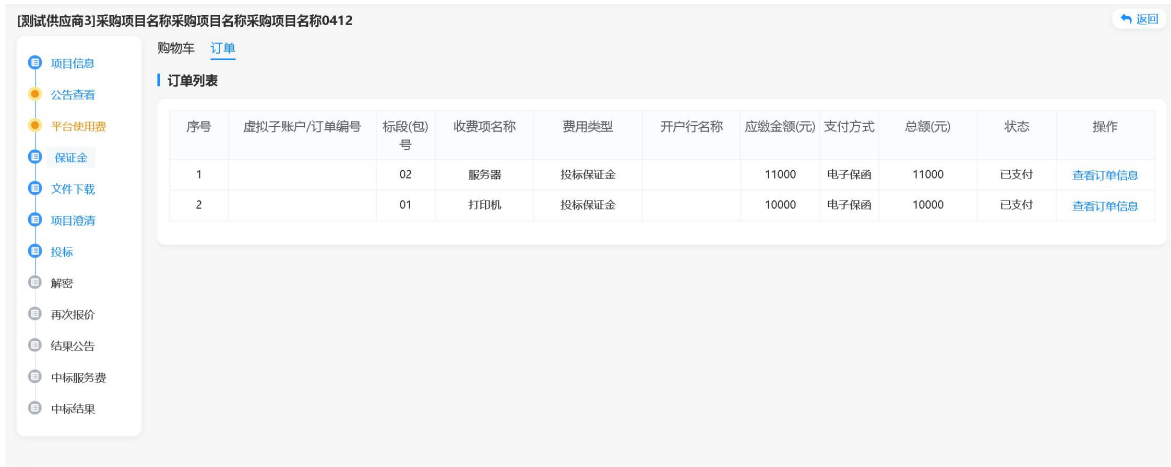 [测试供应商3]采购项目名称采购项目名称采购项目名称0412
返回
项目信息
公告查看
平台使用费
保证金
文件下载
项目澄清
投标
解密
再次报价
结果公告
中标服务费
中标结果
购物车 订单
订单列表
序号 虚拟子账户/订单编号 标段(包)号 收费项名称 费用类型 开户行名称 应缴金额(元) 支付方式 总额(元) 状态 操作
1 02 服务器 投标保证金 11000 电子保函 11000 已支付 查看订单信息
2 01 打印机 投标保证金 10000 电子保函 10000 已支付 查看订单信息